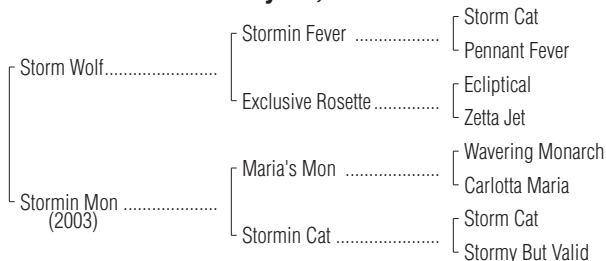 Storm Cat
Stormin Fever ..................
Pennant Fever
Storm Wolf........................
Ecliptical
Exclusive Rosette..............
Zetta Jet
Wavering Monarch
Maria's Mon ....................
Carlotta Maria
Stormin Mon ....................
(2003)
Storm Cat
Stormin Cat ......................
Stormy But Valid